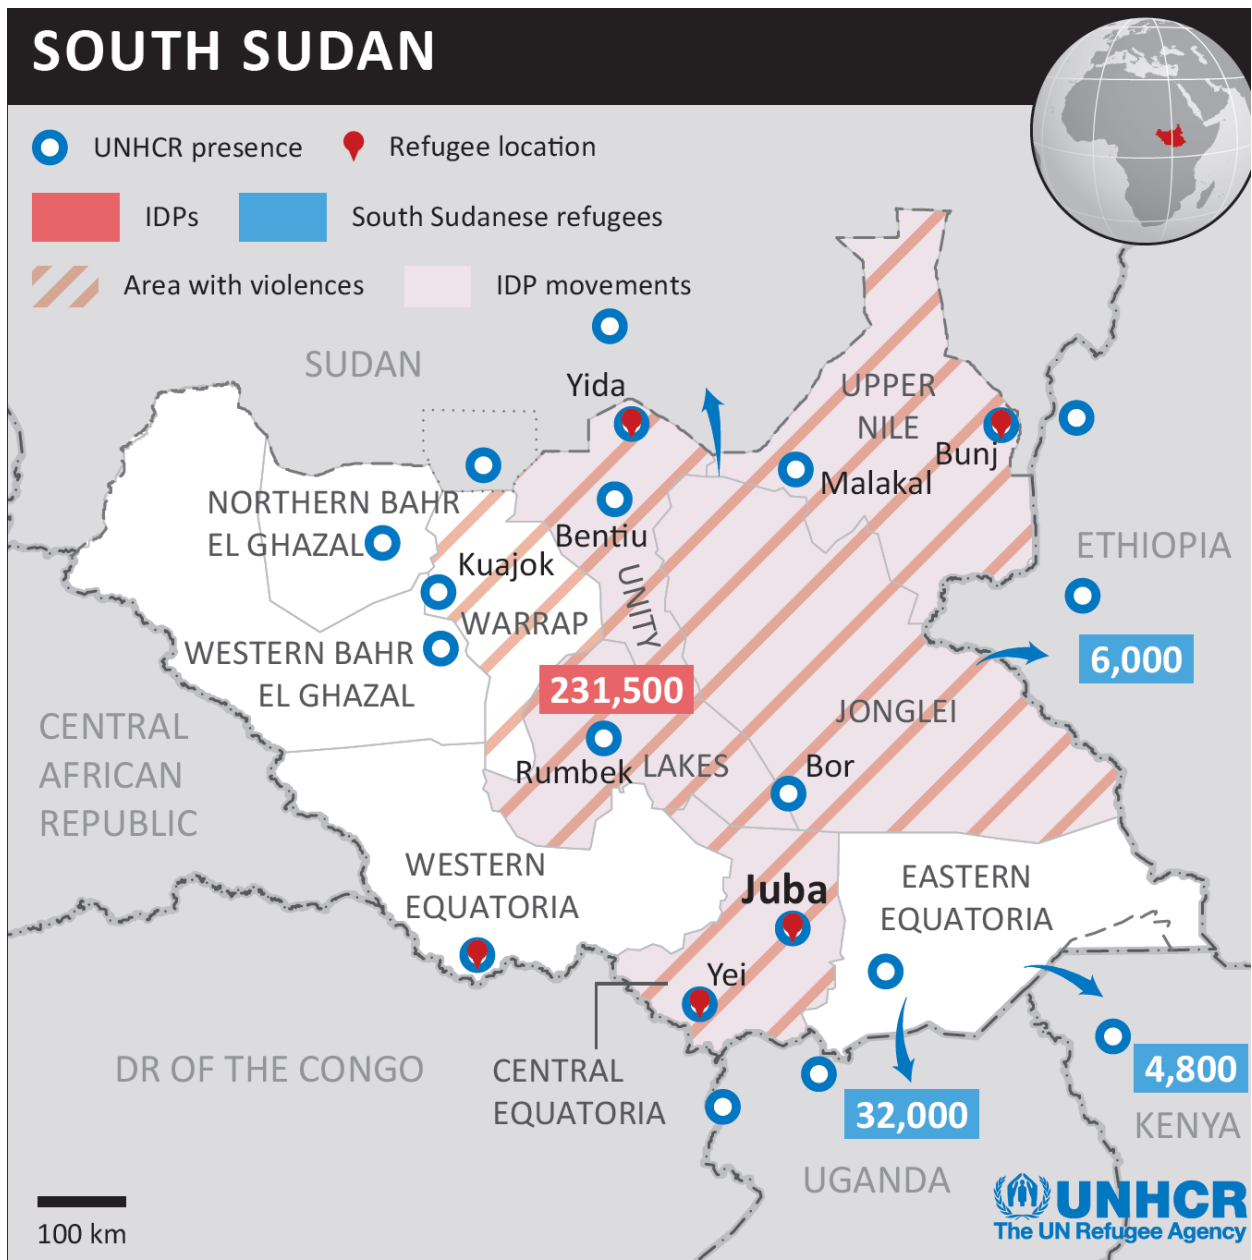 SOUTH SUDAN
UNHCR presence
Refugee location
IDPs
South Sudanese refugees
Area with violences
IDP movements
SUDAN
Yida
UPPER
NILE
Bunj
Malakal
NORTHERN BAHR
EL GHAZAL
Bentiu
ETHIOPIA
Kuajok
UNITY
WARRAP
WESTERN BAHR
EL GHAZAL
6,000
231,500
JONGLEI
CENTRAL
AFRICAN
REPUBLIC
Rumbek
LAKES
Bor
WESTERN
EQUATORIA
Juba
EASTERN
EQUATORIA
Yei
DR OF THE CONGO
CENTRAL
EQUATORIA
4,800
32,000
KENYA
UGANDA
100 km
UNHCR
The UN Refugee Agency